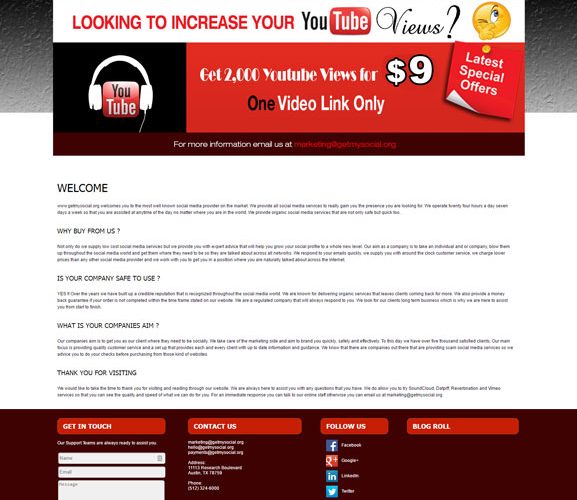 LOOKING TO INCREASE YOUR YouTube Views?
Get 2,000 Youtube Views for $9
One Video Link Only
Latest
Special
Offers
You
Tube
For more information email us at marketing@getmysocial.org
WELCOME
www.getmysocial.org welcomes you to the most well known social media provider on the market. We provide all social media services to really gain you the presence you are looking for. We operate twenty four hours a day seven
days a week so that you are assisted at anytime of the day no matter where you are in the world. We provide organic social media services that are not only safe but quick too.
WHY BUY FROM US ?
Not only do we supply low cost social media services but we provide you with expert advice that will help you grow your social profile to a whole new level. Our aim as a company is to take an individual and or company, blow them
up throughout the social media world and get them where they need to be so they are talked about across all networks. We respond to your emails quickly, we supply you with around the clock customer service, we charge lower
prices than any other social media provider and we work with you to get you in a position where you are naturally talked about across the internet.
IS YOUR COMPANY SAFE TO USE ?
YES !! Over the years we have built up a credible reputation that is recognized throughout the social media world. We are known for delivering organic services that leaves clients coming back for more. We also provide a money
back guarantee if your order is not completed within the time frame stated on our website. We are a regulated company that will always respond to you. We look for our clients long term business which is why we are here to assist
you from start to finish.
WHAT IS YOUR COMPANIES AIM ?
Our companies aim is to get you as our client where they need to be socially. We take care of the marketing side and aim to brand you quickly, safely and effectively. To this day we have over five thousand satisfied clients. Our main
focus is providing quality customer service and a set up that provides each and every client with up to date information and guidance. We know that there are companies out there that are providing scam social media services so we
advice you to do your checks before purchasing from those kind of websites.
THANK YOU FOR VISITING
We would like to take the time to thank you for visiting and reading through our website. We are always here to assist you with any questions that you have. We do allow you to try SoundCloud, Datpiff, Reverbnation and Vimeo
services so that you can see the quality and speed of what we can do for you. For an immediate response you can talk to our online staff otherwise you can email us at marketing@getmysocial.org
GET IN TOUCH
Our Support Teams are always ready to assist you.
Name
Email
Message
CONTACT US
marketing@getmysocial.org
hello@getmysocial.org
payments@getmysocial.org
Address:
11113 Research Boulevard
Austin, TX 78759
Phone:
(512) 324-6000
FOLLOW US
Facebook
Google+
LinkedIn
Twitter
BLOG ROLL